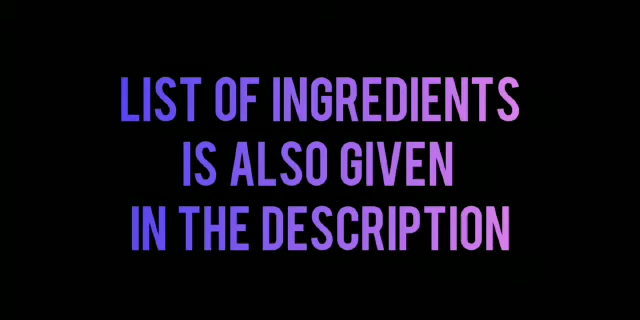 LIST OF INGREDIENTS
IS ALSO GIVEN
IN THE DESCRIPTION